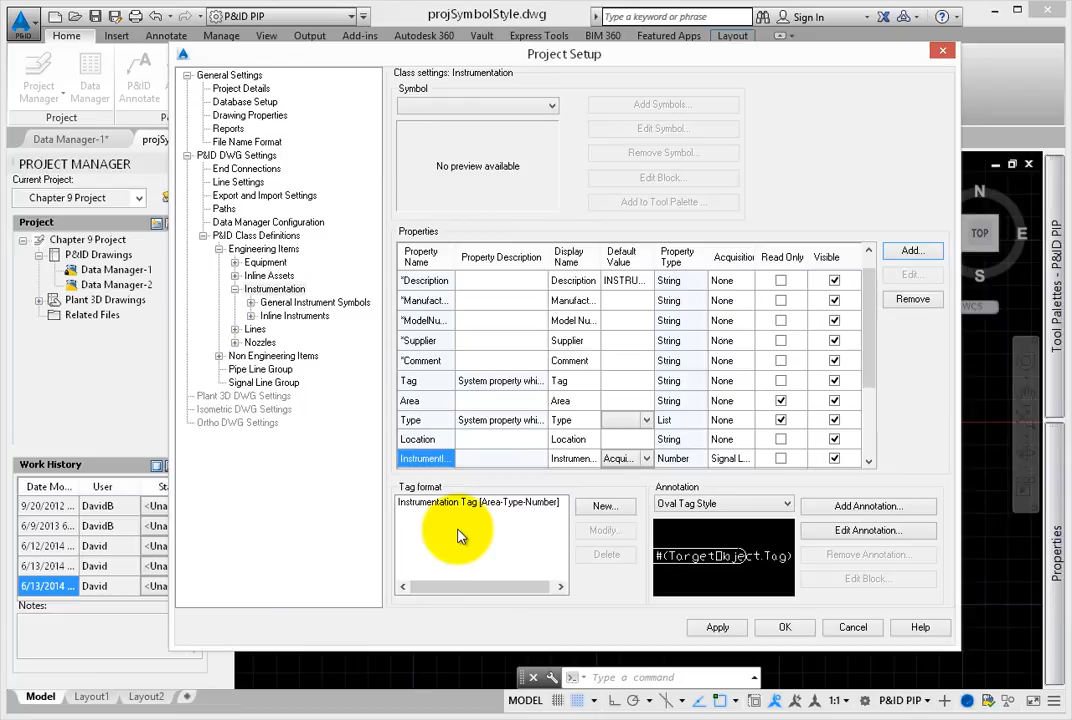 P&ID PIP
projSymbolStyle.dwg
Type a keyword or phrase
Sign In
P&ID
Home Insert Annotate Manage View Output Add-ins Autodesk 360 Vault Express Tools BIM 360 Featured Apps Layout
Project Manager
Data Manager
P&ID Annotate
Project
Data Manager-1*
PROJECT MANAGER
Current Project:
Chapter 9 Project
Project
Chapter 9 Project
P&ID Drawings
Data Manager-1
Data Manager-2
Plant 3D Drawings
Related Files
Work History
Date Mo... User
9/20/2012 ... DavidB <Una
6/9/2013 6... DavidB <Una
6/12/2014 ... David <Una
6/13/2014 ... David <Una
6/13/2014 ... David <Una
Notes:
Project Setup
General Settings
Project Details
Database Setup
Drawing Properties
Reports
File Name Format
P&ID DWG Settings
End Connections
Line Settings
Export and Import Settings
Paths
Data Manager Configuration
P&ID Class Definitions
Engineering Items
Equipment
Inline Assets
Instrumentation
General Instrument Symbols
Inline Instruments
Lines
Nozzles
Non Engineering Items
Pipe Line Group
Signal Line Group
Plant 3D DWG Settings
Isometric DWG Settings
Ortho DWG Settings
Class settings: Instrumentation
Symbol
No preview available
Add Symbols...
Edit Symbol...
Remove Symbol...
Edit Block...
Add to Tool Palette ...
Properties
Property Name Property Description Display Name Default Value Property Type Acquisition Read Only Visible
*Description Description INSTRU... String None
*Manufact... Manufact... String None
*ModelNu... Model Nu... String None
*Supplier Supplier String None
*Comment Comment String None
Tag System property whi... Tag String None
Area Area String None
Type System property whi... Type List None
Location Location String None
InstrumentI... Instrumen... Acqui... Number Signal L...
Add...
Edit...
Remove
Tag format
Instrumentation Tag [Area-Type-Number]
New...
Modify...
Delete
Annotation
Oval Tag Style
#(TargetObject.Tag)
Add Annotation...
Edit Annotation...
Remove Annotation...
Edit Block...
Apply OK Cancel Help
N
TOP
E
S
WCS
Tool Palettes - P&ID PIP
Properties
Type a command
Model Layout1 Layout2
MODEL
1:1
P&ID PIP